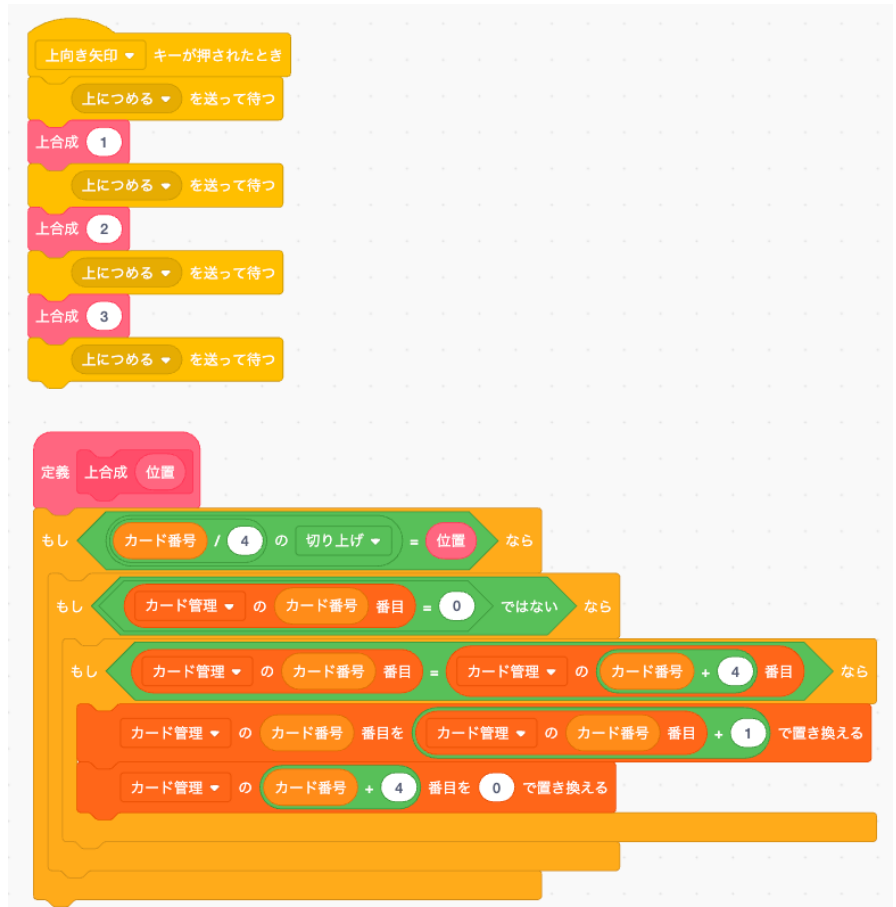 上向き矢印 キーが押されたとき
上につめる を送って待つ
上合成 1
上につめる を送って待つ
上合成 2
上につめる を送って待つ
上合成 3
上につめる を送って待つ
定義 上合成 位置
もし カード番号 / 4 の 切り上げ = 位置 なら
もし カード管理 の カード番号 番目 = 0 ではない なら
もし カード管理 の カード番号 番目 = カード管理 の カード番号 + 4 番目 なら
カード管理 の カード番号 番目を カード管理 の カード番号 番目 + 1 で置き換える
カード管理 の カード番号 + 4 番目を 0 で置き換える